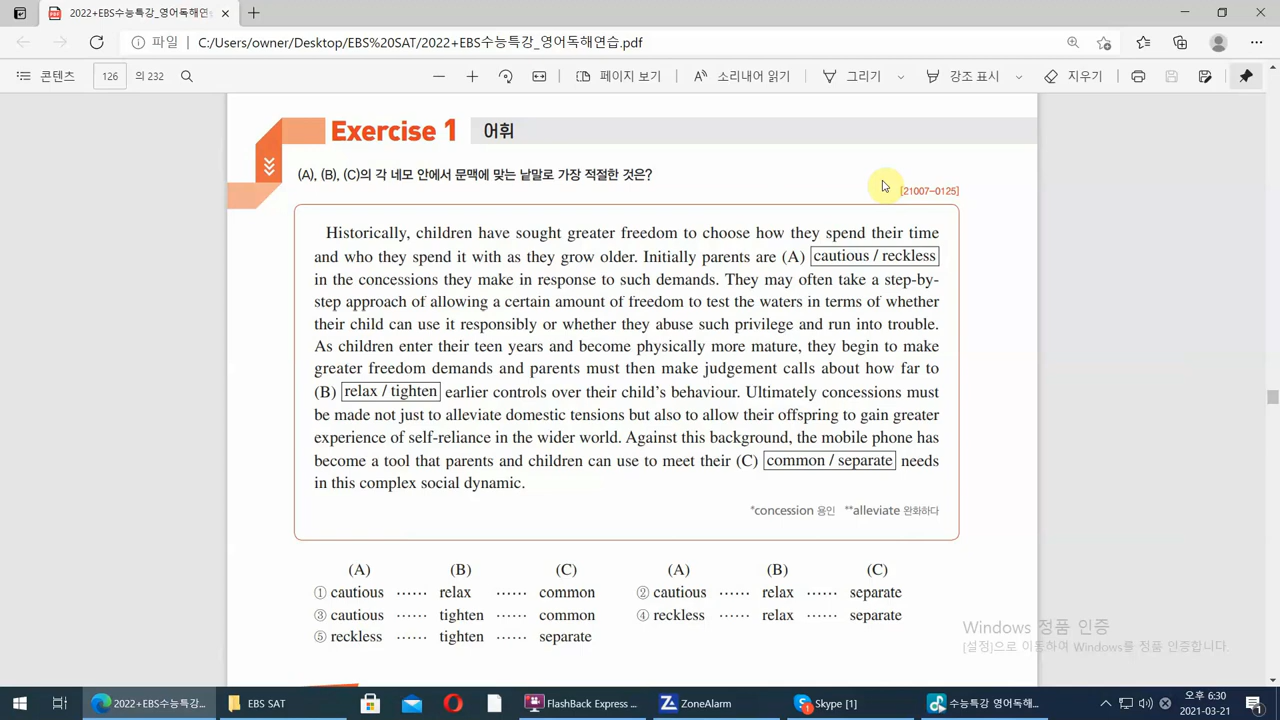 2022+EBS수능특강_영어독해연습
파일 C:/Users/owner/Desktop/EBS%20SAT/2022+EBS수능특강_영어독해연습.pdf
콘텐츠 126 의 232 페이지 보기 소리내어 읽기 그리기 강조 표시 지우기
Exercise 1 어휘
(A), (B), (C)의 각 네모 안에서 문맥에 맞는 낱말로 가장 적절한 것은?
[21007-0125]
Historically, children have sought greater freedom to choose how they spend their time
and who they spend it with as they grow older. Initially parents are (A) cautious / reckless
in the concessions they make in response to such demands. They may often take a step-by-
step approach of allowing a certain amount of freedom to test the waters in terms of whether
their child can use it responsibly or whether they abuse such privilege and run into trouble.
As children enter their teen years and become physically more mature, they begin to make
greater freedom demands and parents must then make judgement calls about how far to
(B) relax / tighten earlier controls over their child's behaviour. Ultimately concessions must
be made not just to alleviate domestic tensions but also to allow their offspring to gain greater
experience of self-reliance in the wider world. Against this background, the mobile phone has
become a tool that parents and children can use to meet their (C) common / separate needs
in this complex social dynamic.
*concession 용인 **alleviate 완화하다
(A) (B) (C) (A) (B) (C)
① cautious ······ relax ······ common ② cautious ······ relax ······ separate
③ cautious ······ tighten ······ common ④ reckless ······ relax ······ separate
⑤ reckless ······ tighten ······ separate
Windows 정품 인증
[설정]으로 이동하여 Windows를 정품 인증합니다.
2022+EBS수능특강... EBS SAT FlashBack Express ... ZoneAlarm Skype [1] 수능특강 영어독해... 오후 6:30
2021-03-21